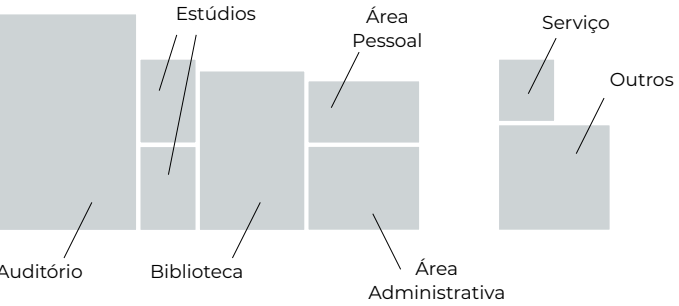 Estúdios
Área
Pessoal
Serviço
Outros
Auditório
Biblioteca
Área
Administrativa